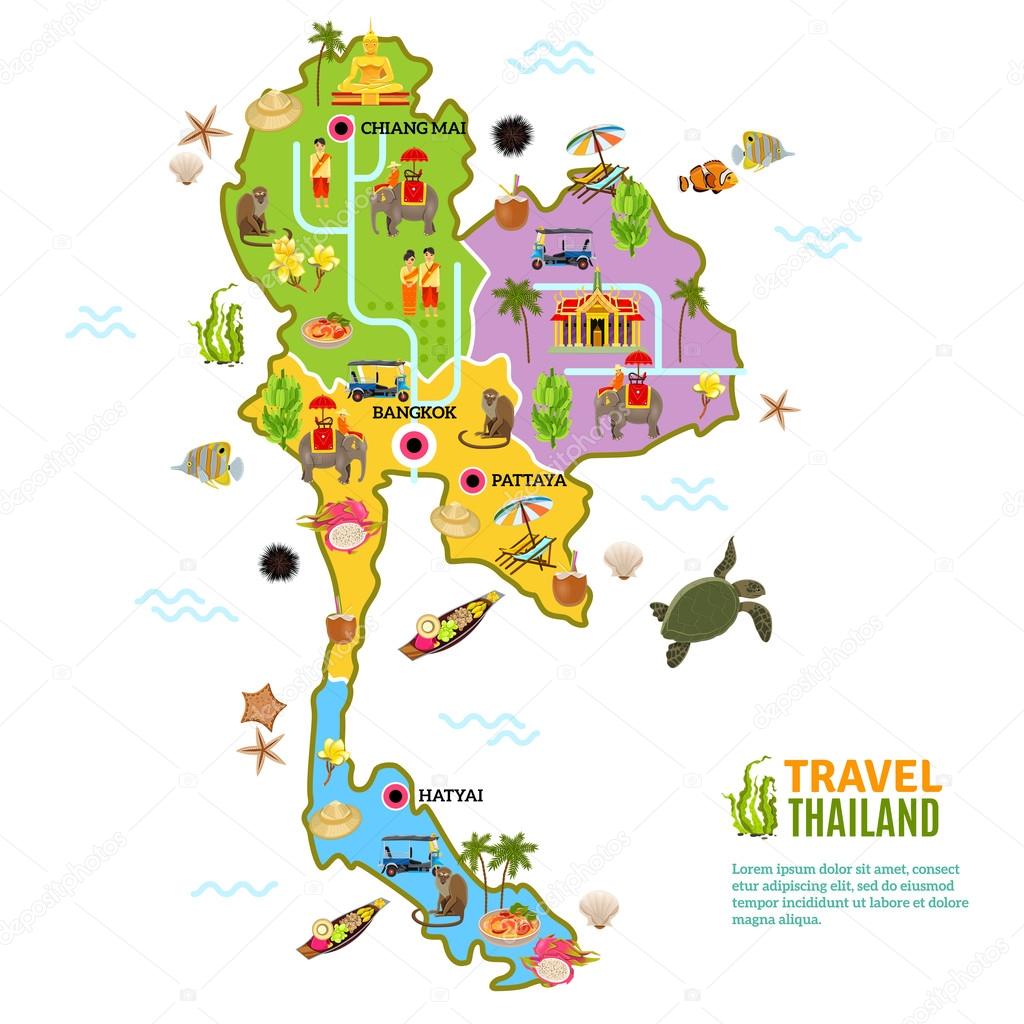 CHIANG MAI
BANGKOK
PATTAYA
HATYAI
TRAVEL
THAILAND
Lorem ipsum dolor sit amet, consect
etur adipiscing elit, sed do eiusmod
tempor incididunt ut labore et dolore
magna aliqua.
depositphotos